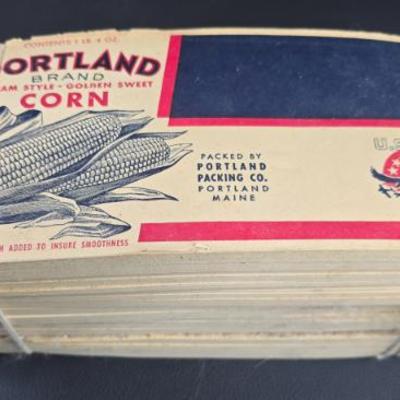 CONTENTS 1 LB. 4 OZ.
PORTLAND
BRAND
AM STYLE - GOLDEN SWEET
CORN
PACKED BY
PORTLAND
PACKING CO.
PORTLAND
MAINE
H ADDED TO INSURE SMOOTHNESS
U.S.